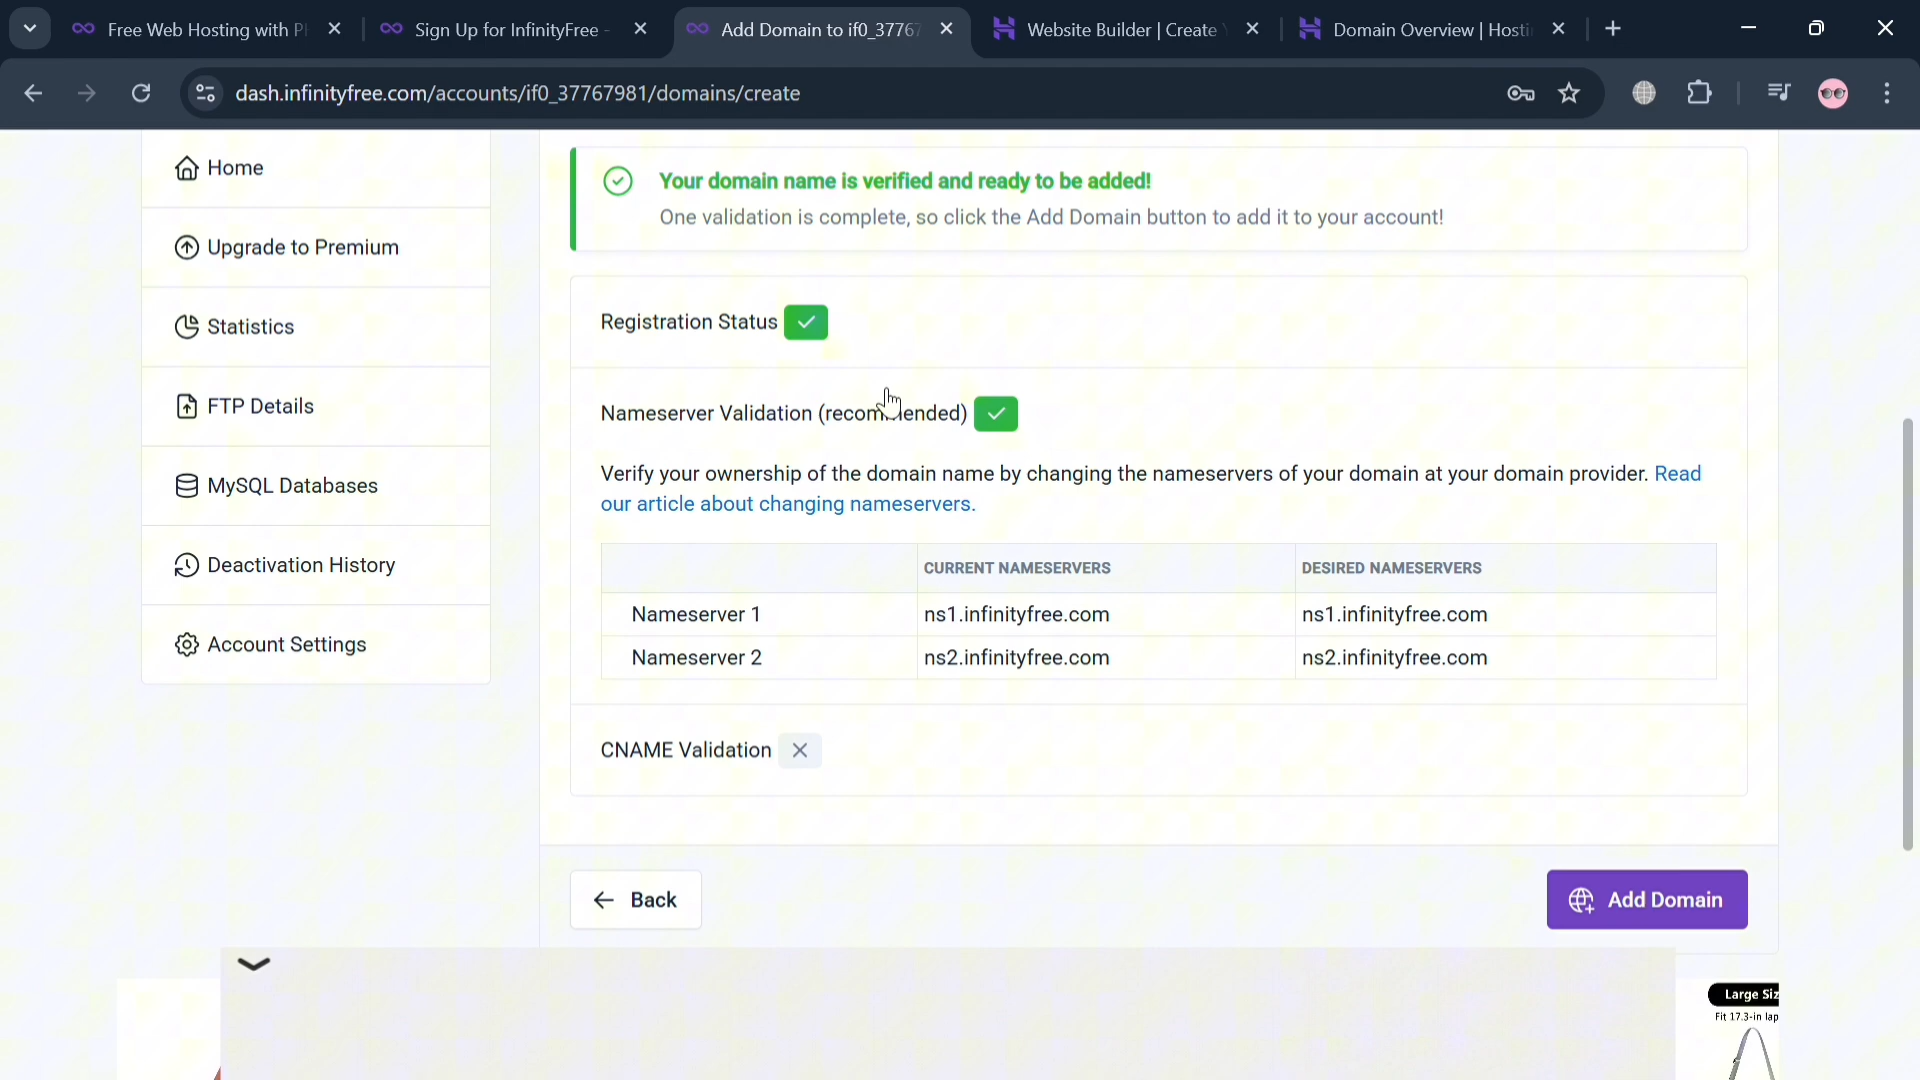 Free Web Hosting with P
Sign Up for InfinityFree -
Add Domain to if0_3776
Website Builder | Create
Domain Overview | Hosti
dash.infinityfree.com/accounts/if0_37767981/domains/create
Home
Upgrade to Premium
Statistics
FTP Details
MySQL Databases
Deactivation History
Account Settings
Your domain name is verified and ready to be added!
One validation is complete, so click the Add Domain button to add it to your account!
Registration Status
Nameserver Validation (recommended)
Verify your ownership of the domain name by changing the nameservers of your domain at your domain provider. Read
our article about changing nameservers.
CURRENT NAMESERVERS DESIRED NAMESERVERS
Nameserver 1 ns1.infinityfree.com ns1.infinityfree.com
Nameserver 2 ns2.infinityfree.com ns2.infinityfree.com
CNAME Validation
Back
Add Domain
Large Siz
Fit 17.3-in lap